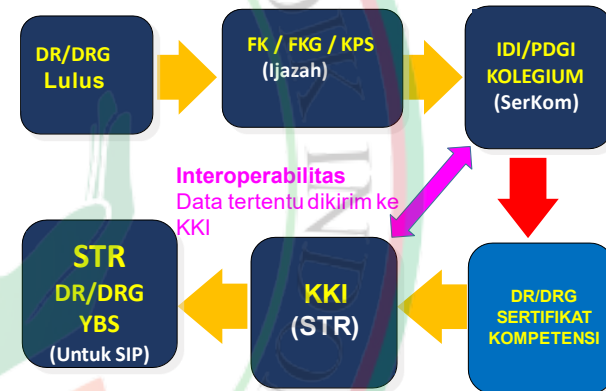 DR/DRG
Lulus
FK / FKG / KPS
(Ijazah)
IDI/PDGI
KOLEGIUM
(SerKom)
Interoperabilitas
Data tertentu dikirim ke
KKI
STR
DR/DRG
YBS
(Untuk SIP)
KKI
(STR)
DR/DRG
SERTIFIKAT
KOMPETENSI